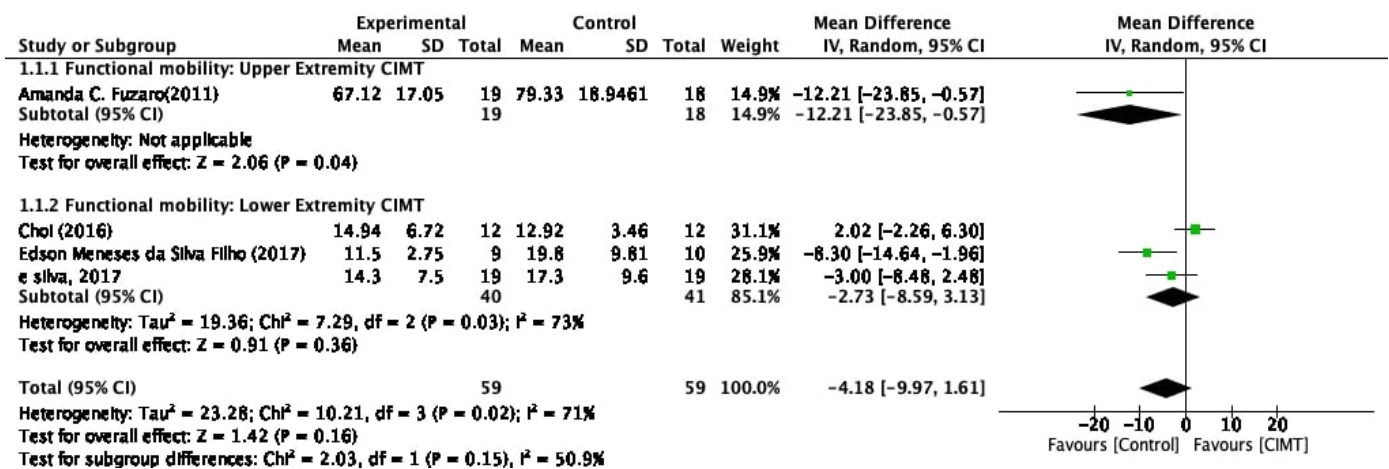 Experimental Control Mean Difference Mean Difference
Study or Subgroup Mean SD Total Mean SD Total Weight IV, Random, 95% CI IV, Random, 95% CI
1.1.1 Functional mobility: Upper Extremity CIMT
Amanda C. Fuzaro(2011) 67.12 17.05 19 79.33 18.9461 18 14.9% -12.21 [-23.85, -0.57]
Subtotal (95% CI) 19 18 14.9% -12.21 [-23.85, -0.57]
Heterogeneity: Not applicable
Test for overall effect: Z = 2.06 (P = 0.04)
1.1.2 Functional mobility: Lower Extremity CIMT
Choi (2016) 14.94 6.72 12 12.92 3.46 12 31.1% 2.02 [-2.26, 6.30]
Edson Meneses da Silva Filho (2017) 11.5 2.75 9 19.8 9.81 10 25.9% -8.30 [-14.64, -1.96]
e silva, 2017 14.3 7.5 19 17.3 9.6 19 28.1% -3.00 [-8.48, 2.48]
Subtotal (95% CI) 40 41 85.1% -2.73 [-8.59, 3.13]
Heterogeneity: Tau² = 19.36; Chi² = 7.29, df = 2 (P = 0.03); I² = 73%
Test for overall effect: Z = 0.91 (P = 0.36)
Total (95% CI) 59 59 100.0% -4.18 [-9.97, 1.61]
Heterogeneity: Tau² = 23.28; Chi² = 10.21, df = 3 (P = 0.02); I² = 71%
Test for overall effect: Z = 1.42 (P = 0.16)
Test for subgroup differences: Chi² = 2.03, df = 1 (P = 0.15), I² = 50.9%
-20 -10 0 10 20
Favours [Control] Favours [CIMT]